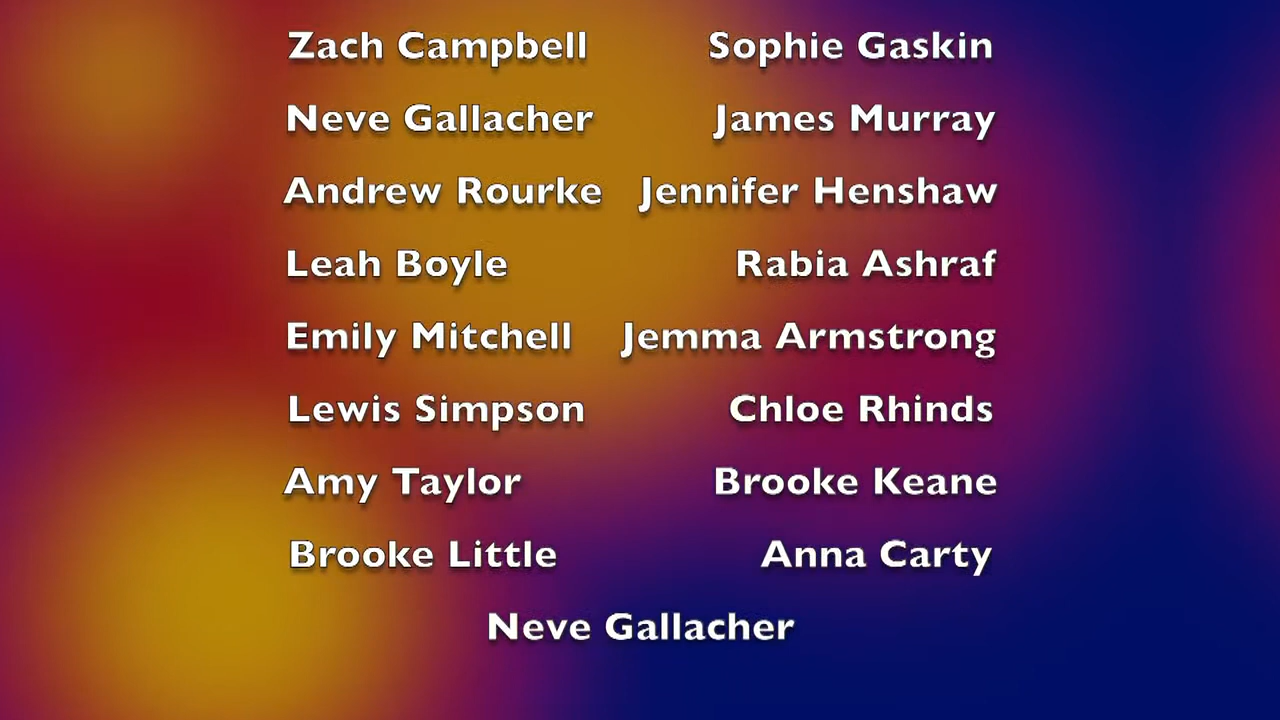 Zach Campbell Sophie Gaskin
Neve Gallacher James Murray
Andrew Rourke Jennifer Henshaw
Leah Boyle Rabia Ashraf
Emily Mitchell Jemma Armstrong
Lewis Simpson Chloe Rhinds
Amy Taylor Brooke Keane
Brooke Little Anna Carty
Neve Gallacher